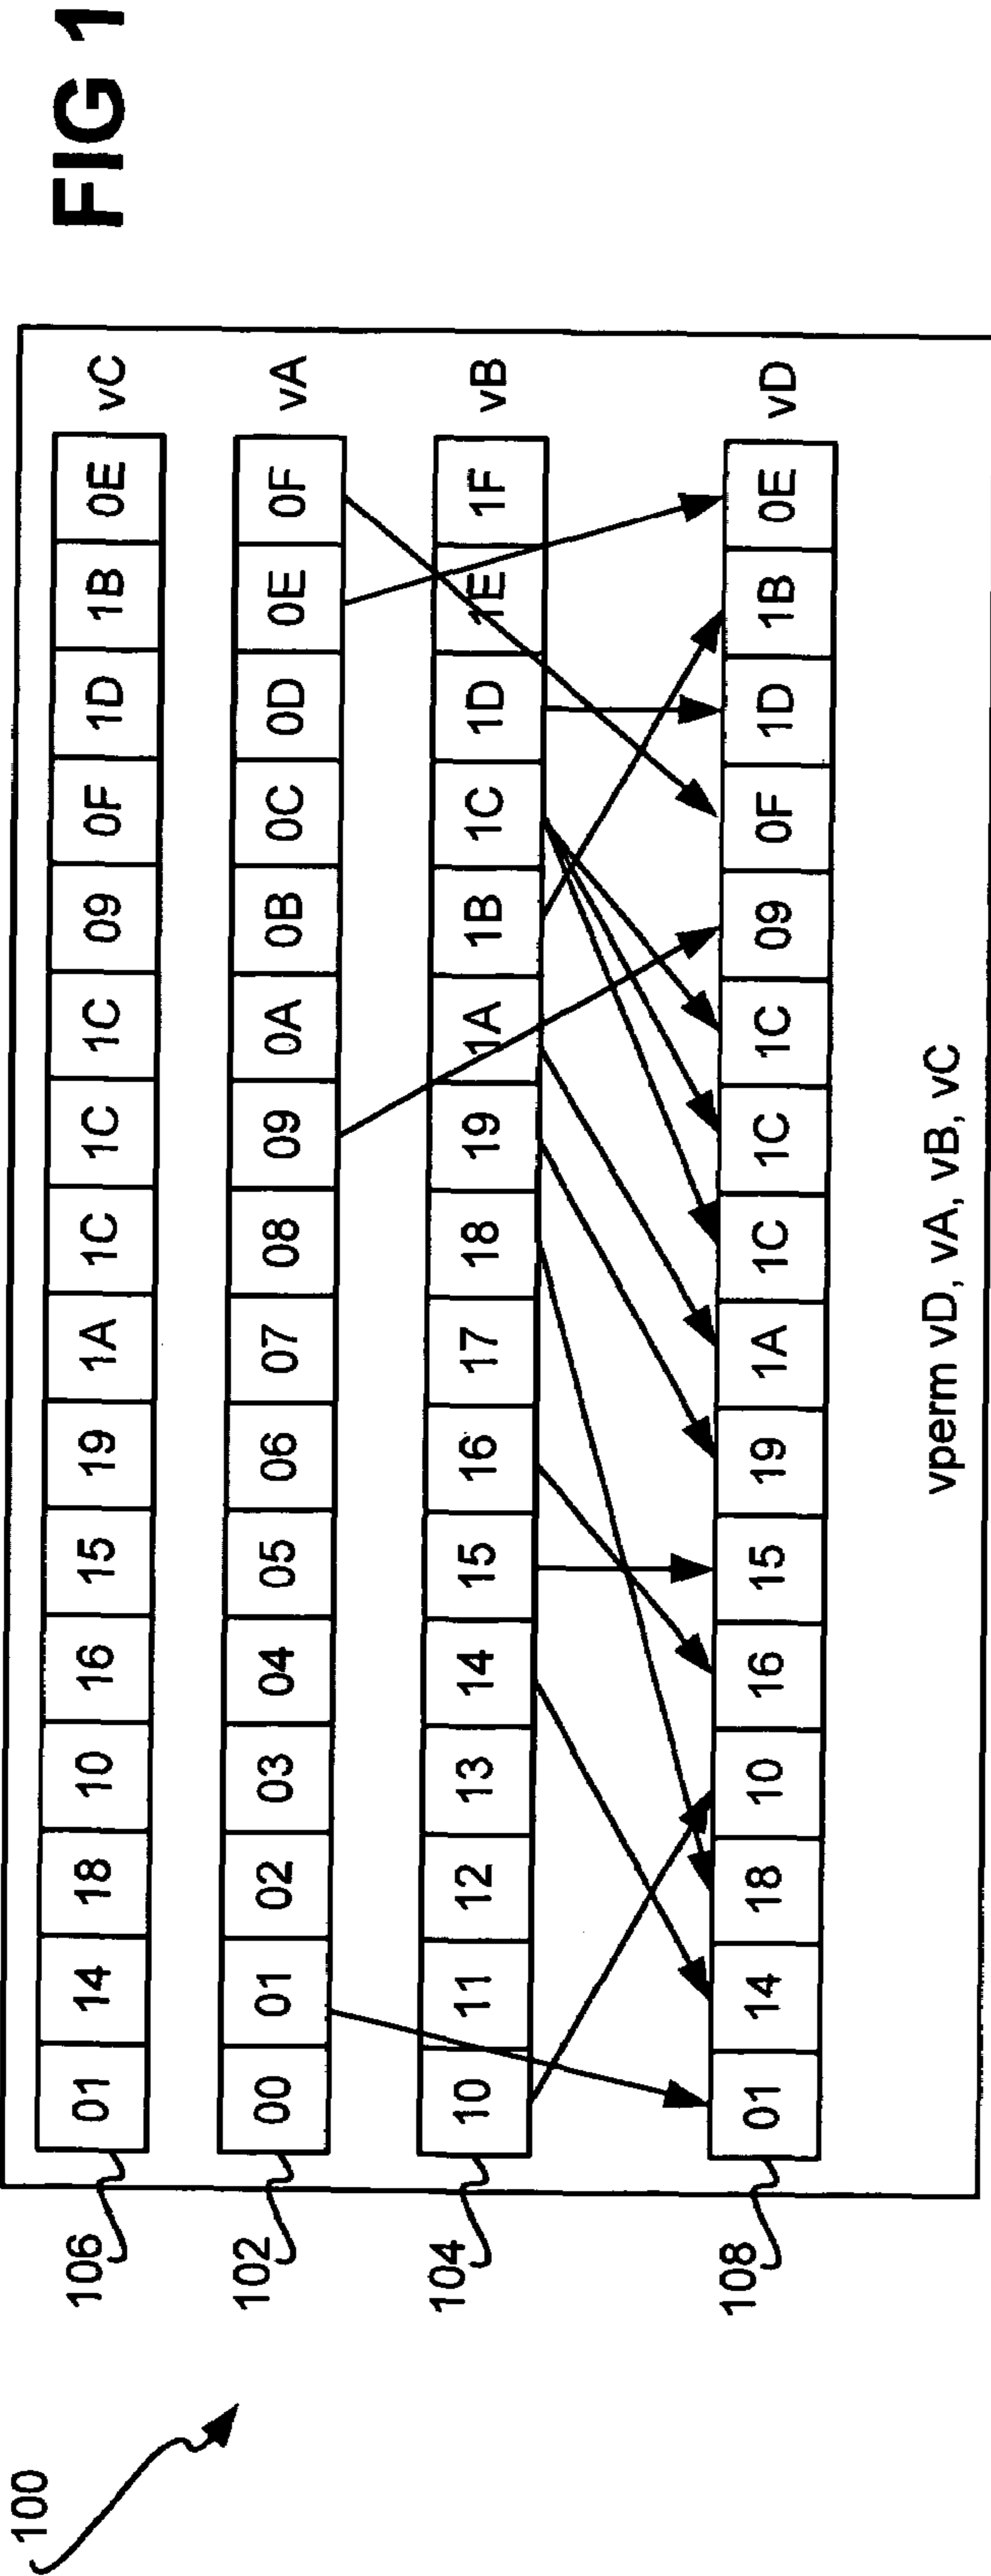 FIG 1
100
106 01 14 18 10 16 15 19 1A 1C 1C 1C 09 0F 1D 1B 0E vC
102 00 01 02 03 04 05 06 07 08 09 0A 0B 0C 0D 0E 0F vA
104 10 11 12 13 14 15 16 17 18 19 1A 1B 1C 1D 1E 1F vB
108 01 14 18 10 16 15 19 1A 1C 1C 1C 09 0F 1D 1B 0E vD
vperm vD, vA, vB, vC